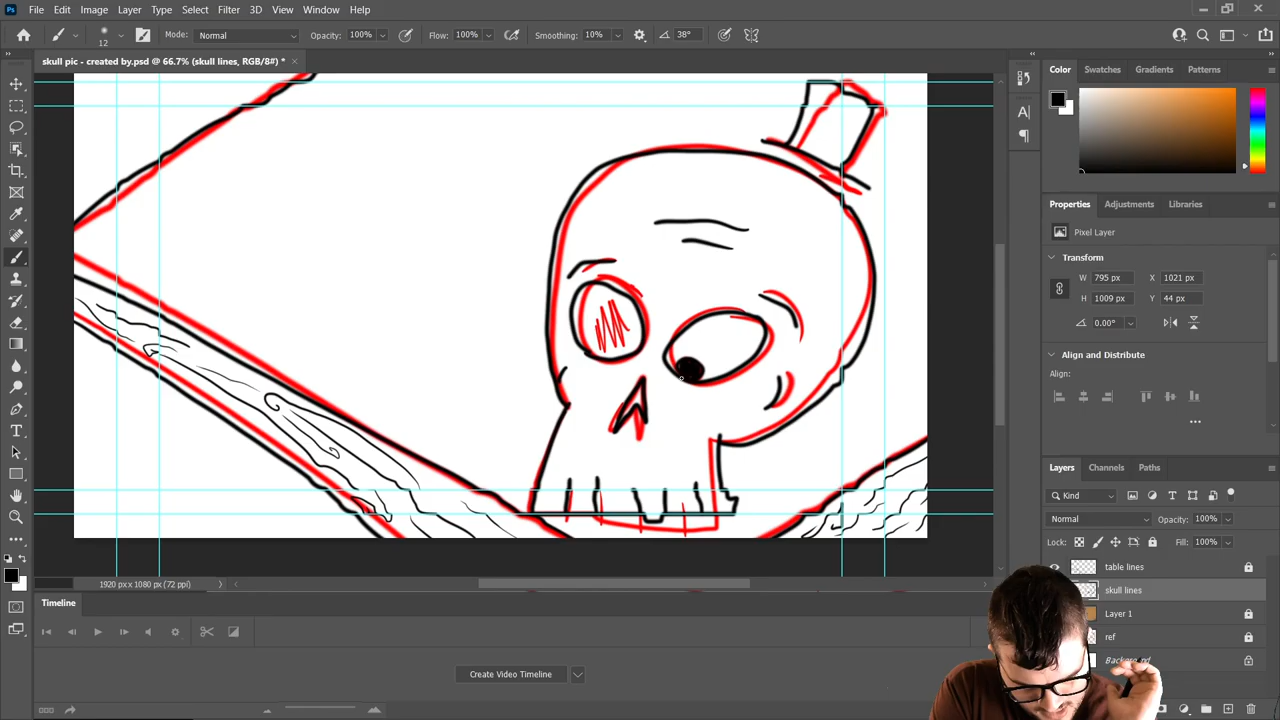 Ps File Edit Image Layer Type Select Filter 3D View Window Help
12 Mode: Normal Opacity: 100% Flow: 100% Smoothing: 10% 38°
skull pic - created by.psd @ 66.7% (skull lines, RGB/8#) *
Color Swatches Gradients Patterns
Properties Adjustments Libraries
Pixel Layer
Transform
W 795 px X 1021 px
H 1009 px Y 44 px
0.00°
Align and Distribute
Align:
Layers Channels Paths
Kind
Normal Opacity: 100%
Lock: Fill: 100%
table lines
skull lines
Layer 1
ref
Background
1920 px x 1080 px (72 ppi)
Timeline
Create Video Timeline